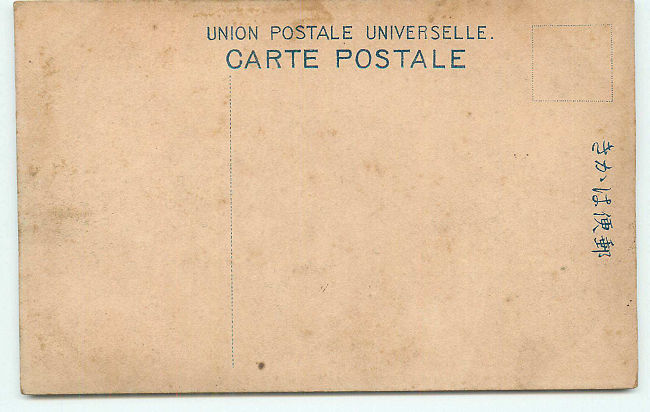 UNION POSTALE UNIVERSELLE.
CARTE POSTALE
郵便はかき